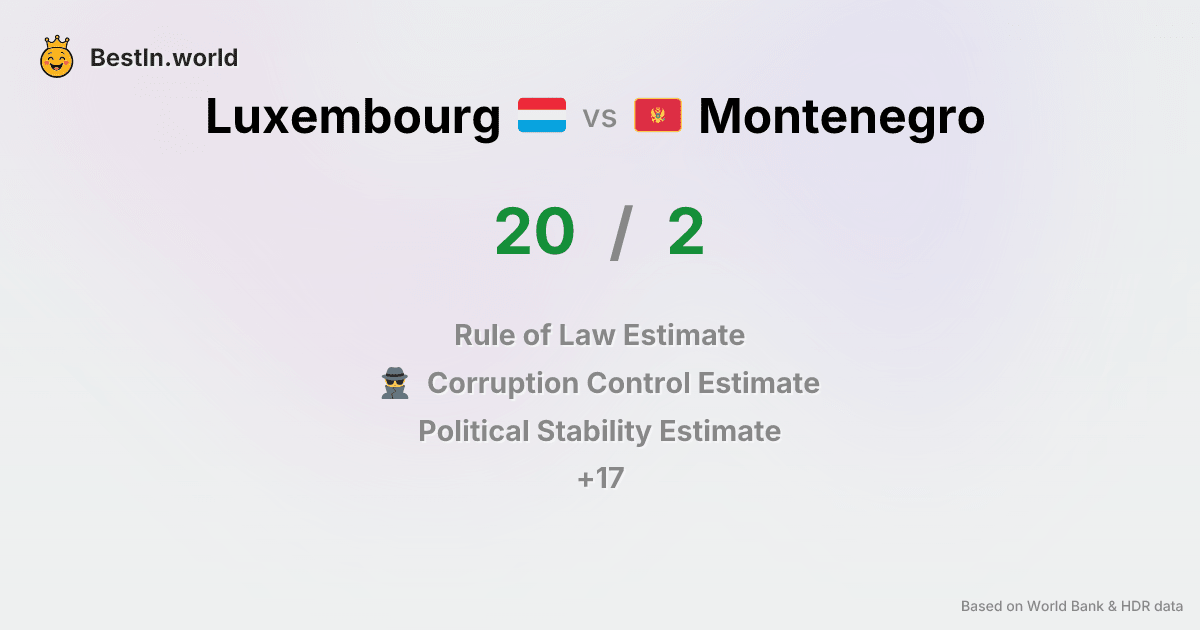 BestIn.world
Luxembourg vs Montenegro
20 / 2
Rule of Law Estimate
Corruption Control Estimate
Political Stability Estimate
+17
Based on World Bank & HDR data